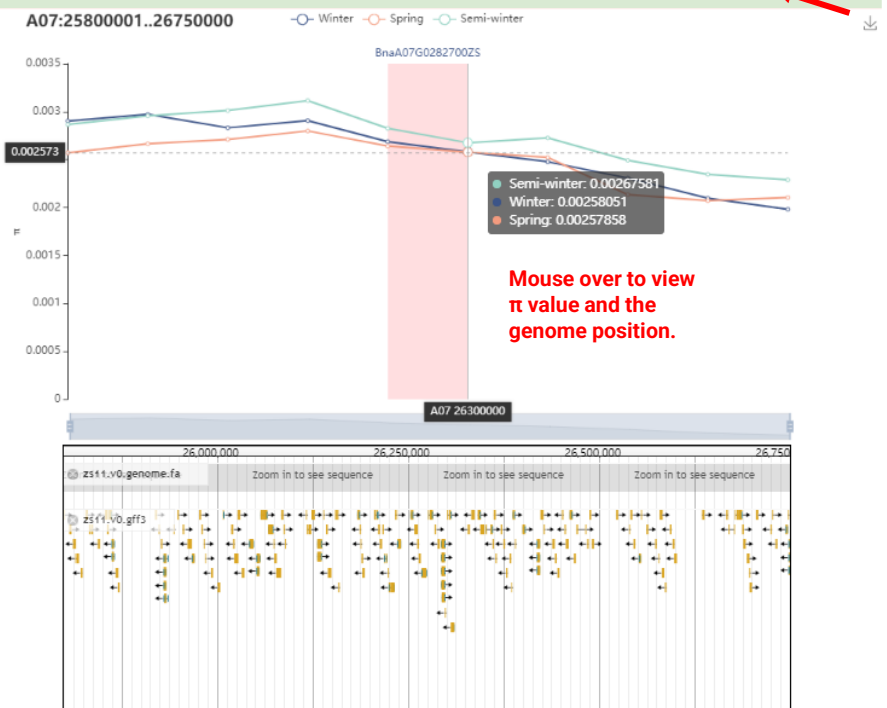 A07:25800001..26750000
Winter Spring Semi-winter
BnaA07G0282700ZS
0.0035
0.003
0.002573
Semi-winter: 0.00267581
Winter: 0.00258051
Spring: 0.00257858
0.002
π
0.0015
Mouse over to view
π value and the
genome position.
0.001
0.0005
0
A07 26300000
26,000,000 26,250,000 26,500,000 26,750
zs11.v0.genome.fa Zoom in to see sequence Zoom in to see sequence Zoom in to see sequence
zs11.v0.gff3